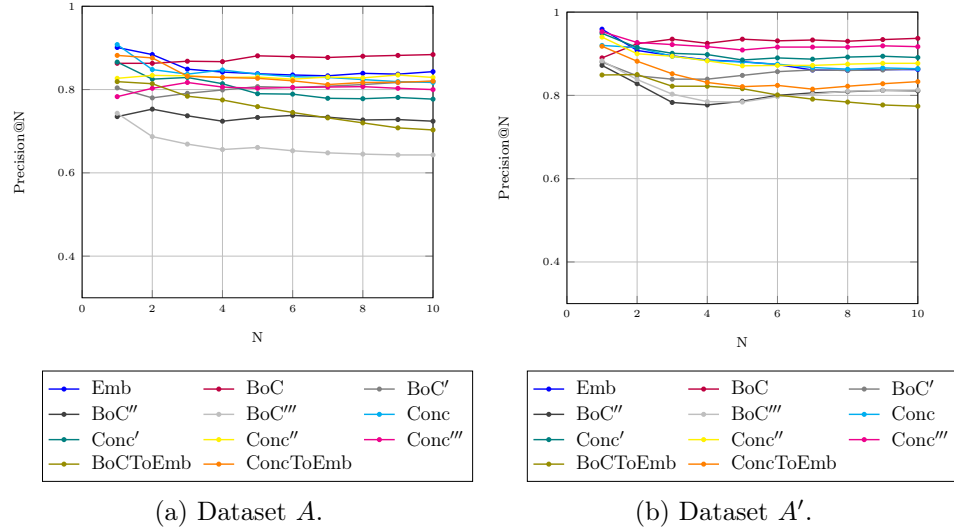 1
0.8
0.6
0.4
0 2 4 6 8 10
Precision@N
N
Emb BoC BoC′
BoC″ BoC‴ Conc
Conc′ Conc″ Conc‴
BoCToEmb ConcToEmb
(a) Dataset A.
1
0.8
0.6
0.4
0 2 4 6 8 10
Precision@N
N
Emb BoC BoC′
BoC″ BoC‴ Conc
Conc′ Conc″ Conc‴
BoCToEmb ConcToEmb
(b) Dataset A′.